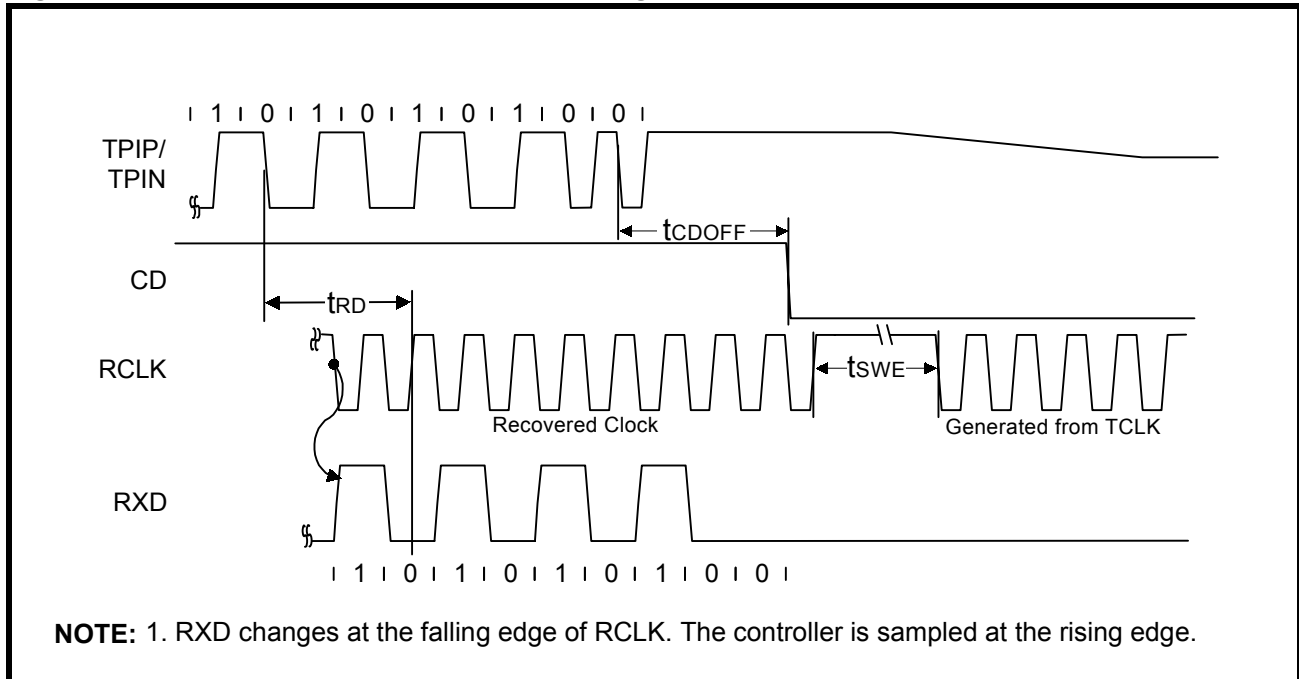 1 0 1 0 1 0 1 0 0
TPIP/
TPIN
tCDOFF
CD
tRD
RCLK
tSWE
Recovered Clock
Generated from TCLK
RXD
1 0 1 0 1 0 1 0 0
NOTE: 1. RXD changes at the falling edge of RCLK. The controller is sampled at the rising edge.